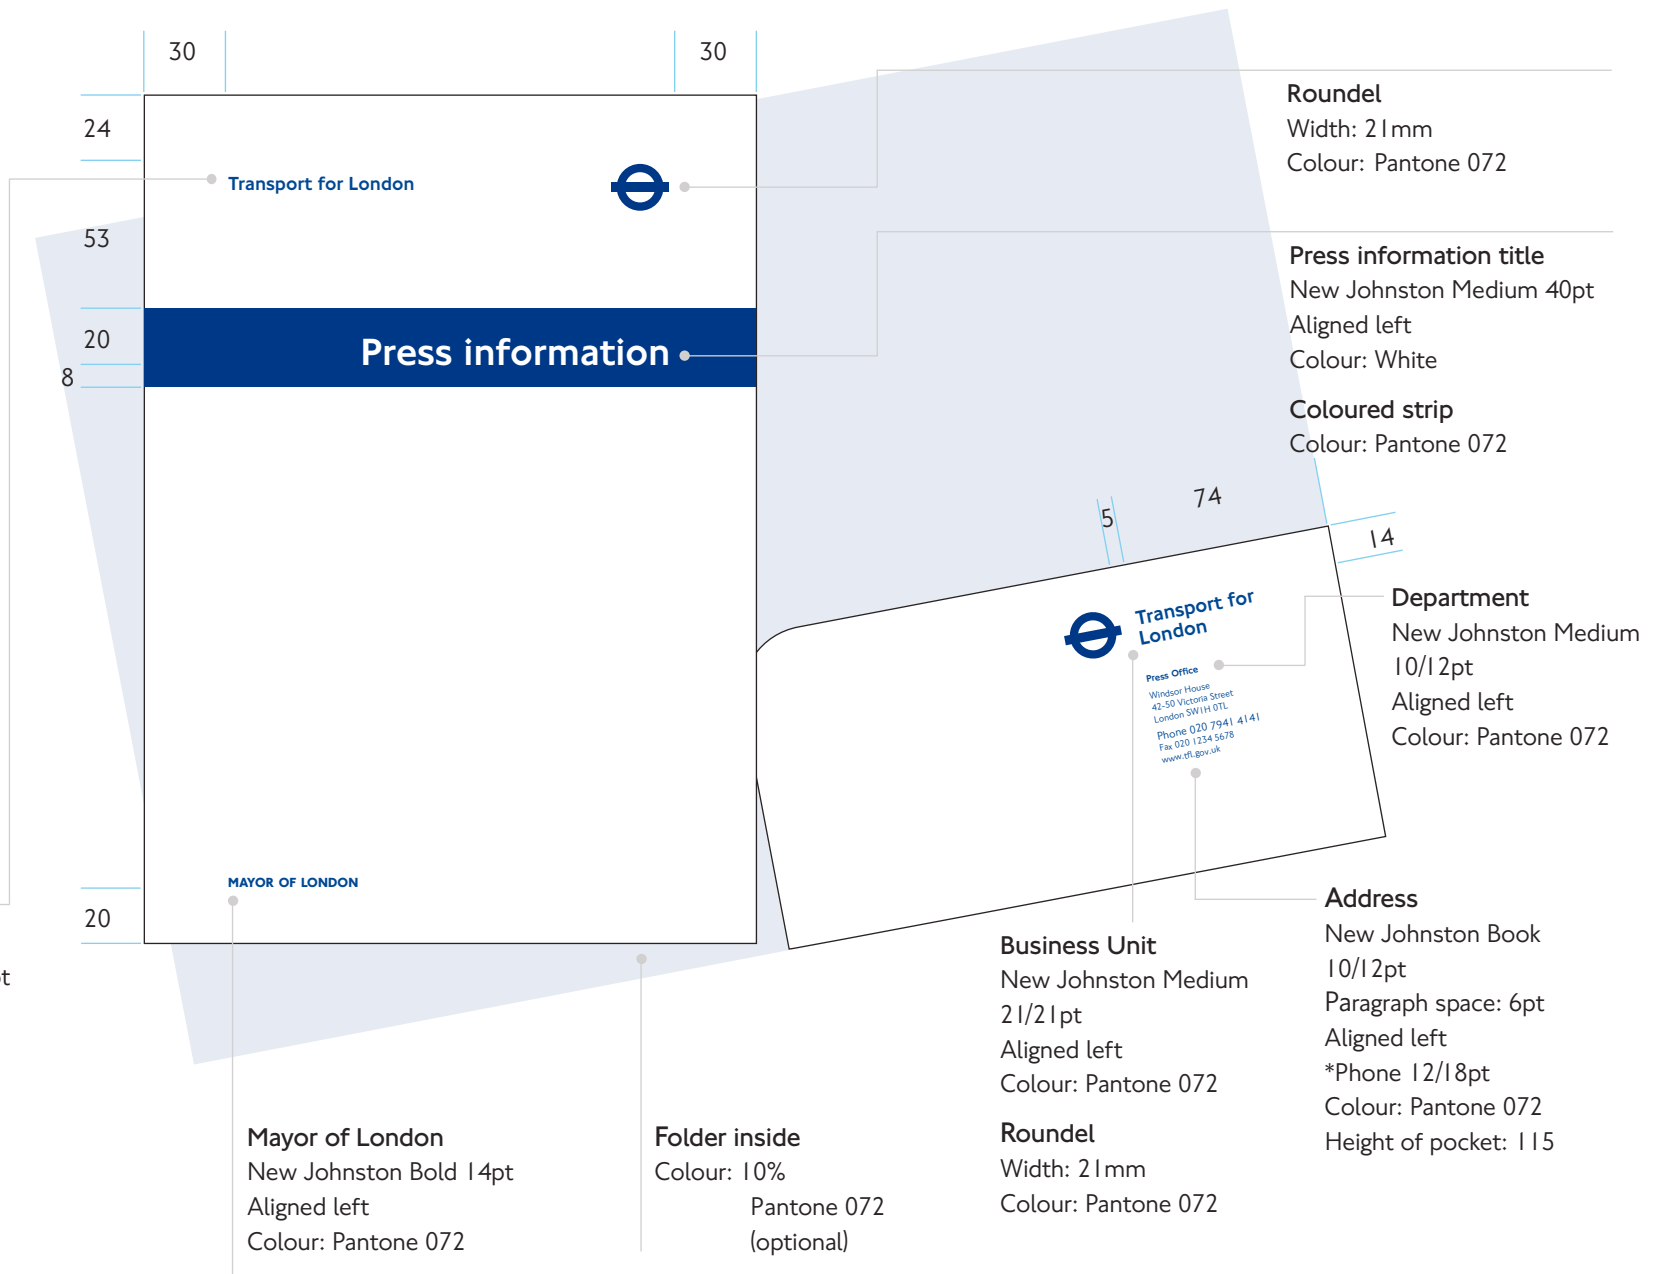 30
30
24
53
20
8
20
Transport for London
Press information
MAYOR OF LONDON
Roundel
Width: 21mm
Colour: Pantone 072
Press information title
New Johnston Medium 40pt
Aligned left
Colour: White
Coloured strip
Colour: Pantone 072
5
74
14
Transport for
London
Press Office
Windsor House
42-50 Victoria Street
London SW1H 0TL
Phone 020 7941 4141
Fax 020 1234 5678
www.tfl.gov.uk
Department
New Johnston Medium
10/12pt
Aligned left
Colour: Pantone 072
Address
New Johnston Book
10/12pt
Paragraph space: 6pt
Aligned left
*Phone 12/18pt
Colour: Pantone 072
Height of pocket: 115
Business Unit
New Johnston Medium
21/21pt
Aligned left
Colour: Pantone 072
Roundel
Width: 21mm
Colour: Pantone 072
Folder inside
Colour: 10%
Pantone 072
(optional)
Mayor of London
New Johnston Bold 14pt
Aligned left
Colour: Pantone 072